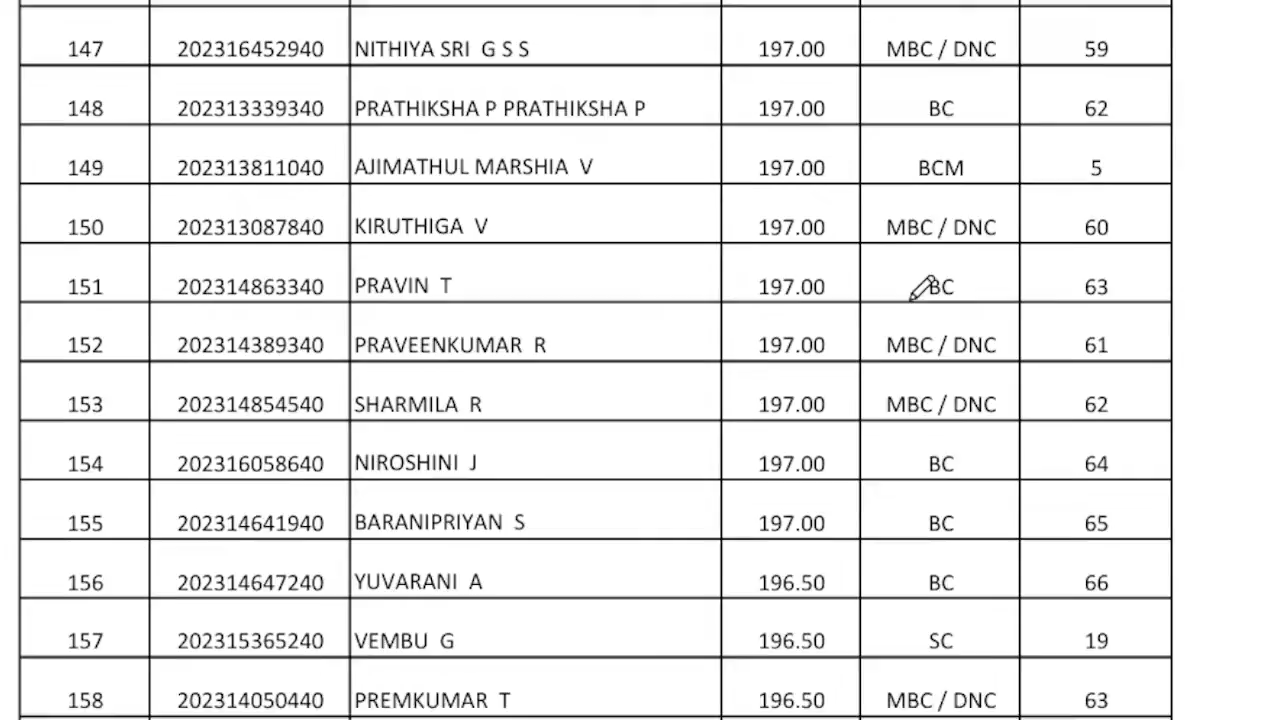 147 202316452940 NITHIYA SRI G S S 197.00 MBC / DNC 59
148 202313339340 PRATHIKSHA P PRATHIKSHA P 197.00 BC 62
149 202313811040 AJIMATHUL MARSHIA V 197.00 BCM 5
150 202313087840 KIRUTHIGA V 197.00 MBC / DNC 60
151 202314863340 PRAVIN T 197.00 BC 63
152 202314389340 PRAVEENKUMAR R 197.00 MBC / DNC 61
153 202314854540 SHARMILA R 197.00 MBC / DNC 62
154 202316058640 NIROSHINI J 197.00 BC 64
155 202314641940 BARANIPRIYAN S 197.00 BC 65
156 202314647240 YUVARANI A 196.50 BC 66
157 202315365240 VEMBU G 196.50 SC 19
158 202314050440 PREMKUMAR T 196.50 MBC / DNC 63